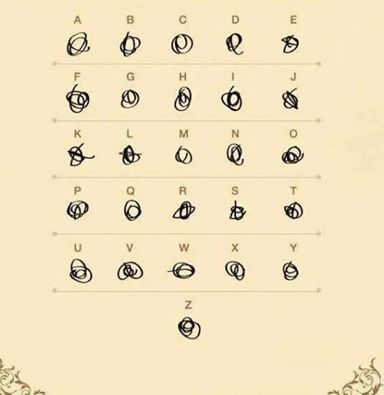 A B C D E
F G H I J
K L M N O
P Q R S T
U V W X Y
Z